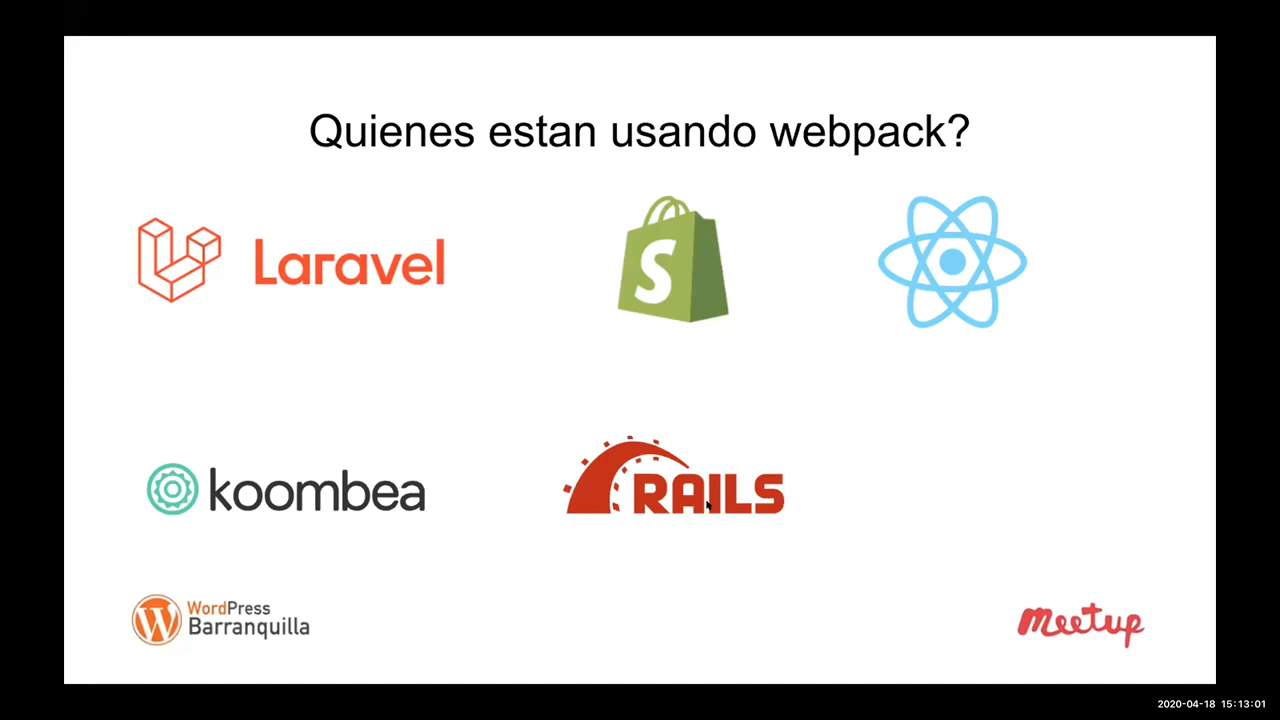 Quienes estan usando webpack?
Laravel
S
koombea
RAILS
WordPress
Barranquilla
meetup
2020-04-18 15:13:01